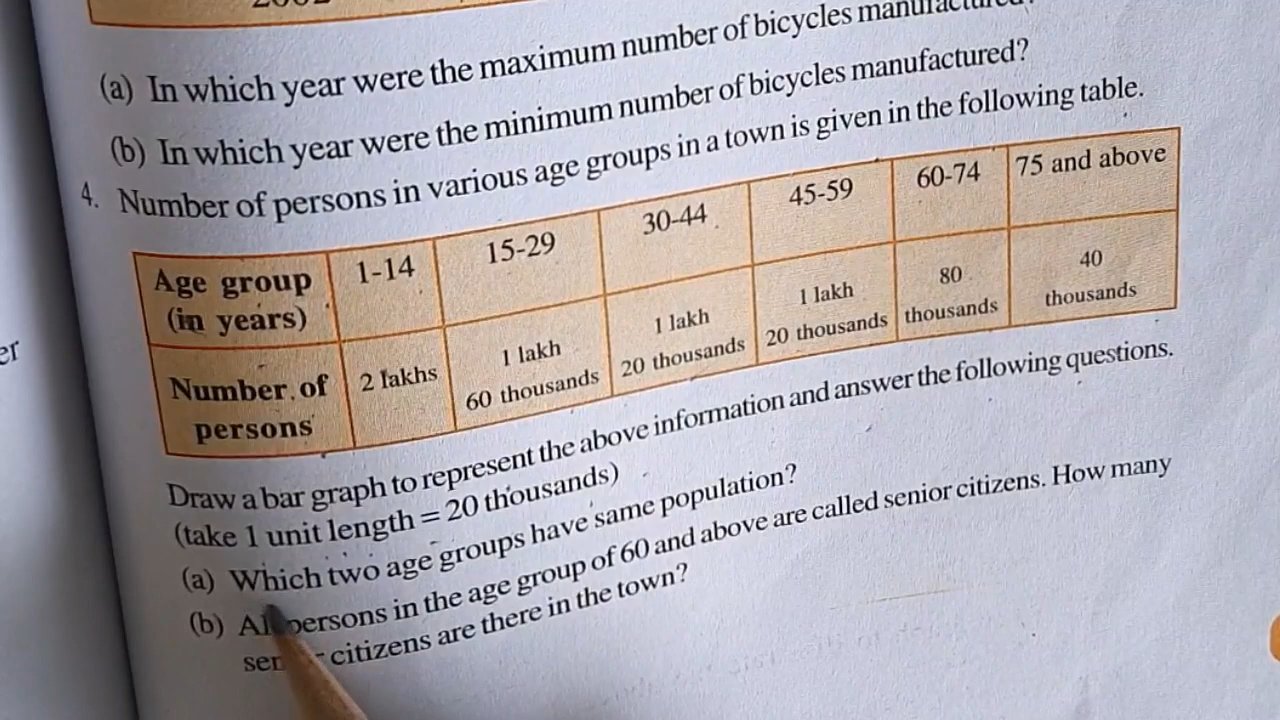 (a) In which year were the maximum number of bicycles manufactured?
(b) In which year were the minimum number of bicycles manufactured?
4. Number of persons in various age groups in a town is given in the following table.
Age group (in years) 1-14 15-29 30-44 45-59 60-74 75 and above
Number of persons 2 lakhs 1 lakh 60 thousands 1 lakh 20 thousands 1 lakh 20 thousands 80 thousands 40 thousands
Draw a bar graph to represent the above information and answer the following questions.
(take 1 unit length = 20 thousands)
(a) Which two age groups have same population?
(b) All persons in the age group of 60 and above are called senior citizens. How many
citizens are there in the town?